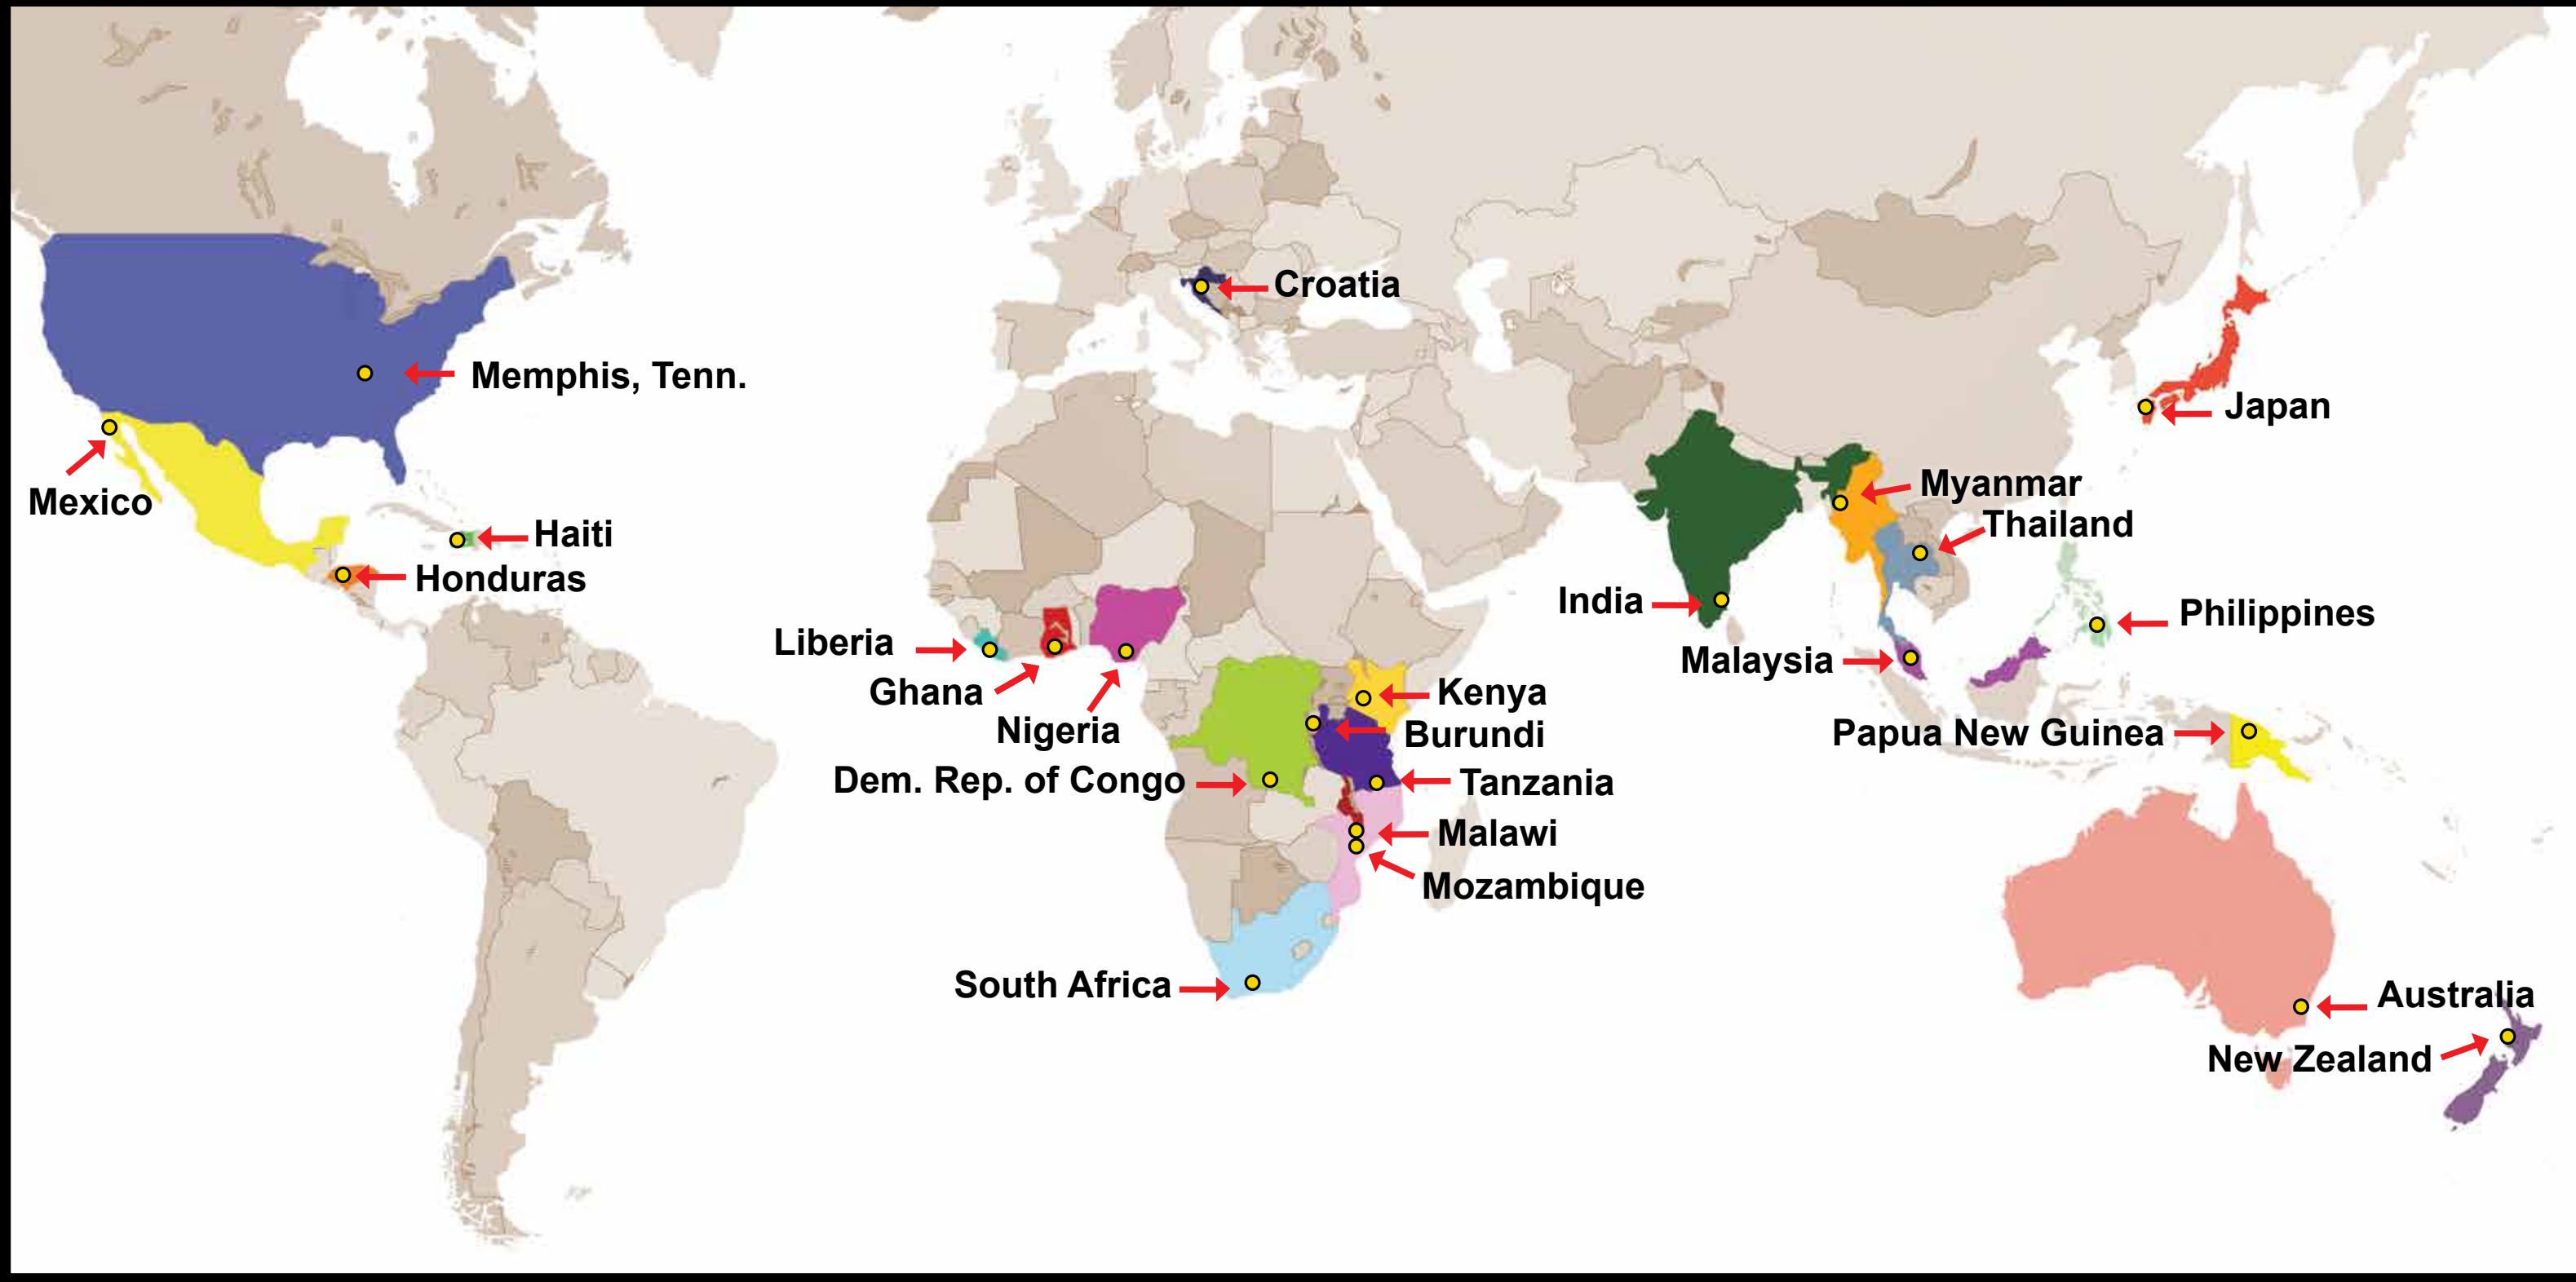 Croatia
Memphis, Tenn.
Japan
Mexico
Myanmar
Thailand
Haiti
Honduras
India
Philippines
Liberia
Malaysia
Ghana
Kenya
Nigeria
Burundi
Papua New Guinea
Dem. Rep. of Congo
Tanzania
Malawi
Mozambique
South Africa
Australia
New Zealand